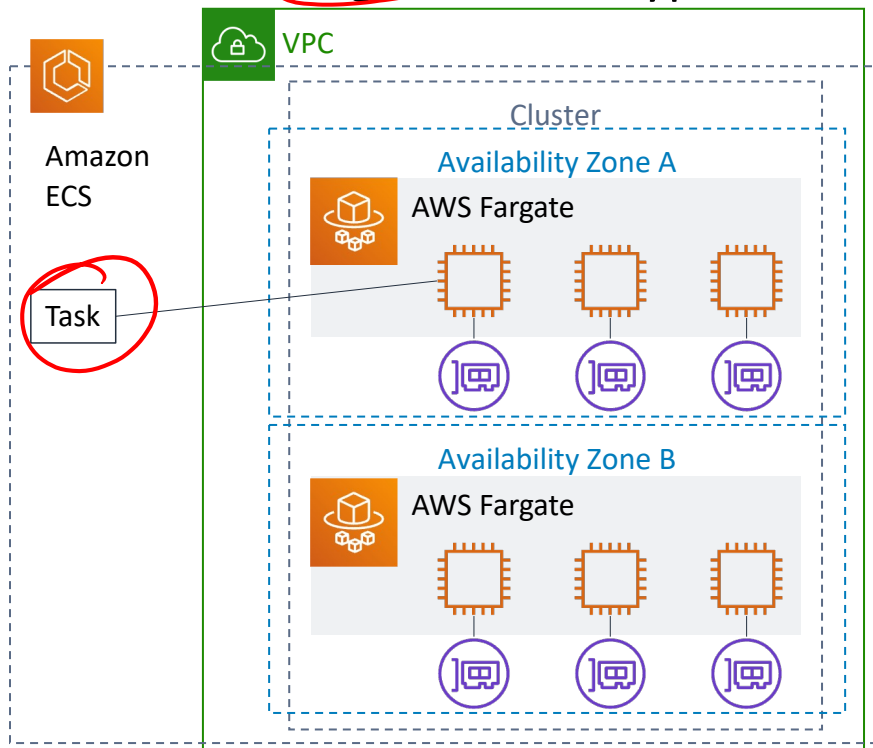 VPC
Cluster
Amazon
ECS
Availability Zone A
AWS Fargate
Task
Availability Zone B
AWS Fargate